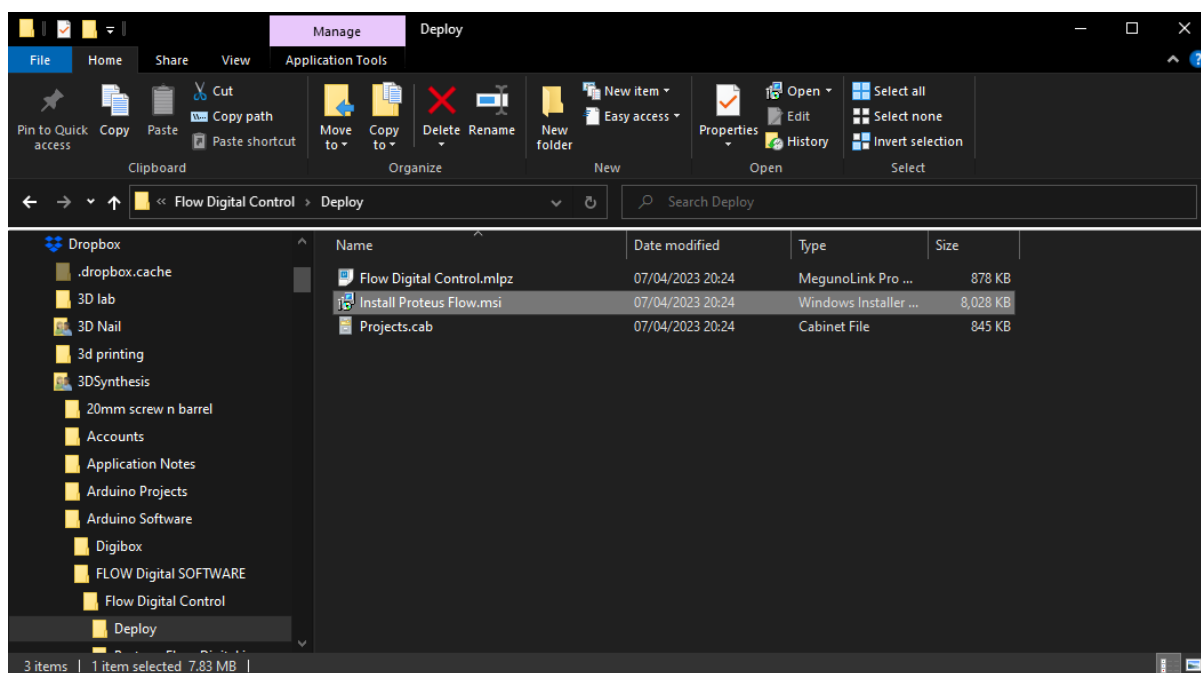 Manage Deploy
File Home Share View Application Tools
Pin to Quick access
Copy
Paste
Cut
Copy path
Paste shortcut
Move to
Copy to
Delete
Rename
New folder
New item
Easy access
Properties
Open
Edit
History
Select all
Select none
Invert selection
Clipboard Organize New Open Select
« Flow Digital Control › Deploy Search Deploy
Name Date modified Type Size
Flow Digital Control.mlpz 07/04/2023 20:24 MegunoLink Pro ... 878 KB
Install Proteus Flow.msi 07/04/2023 20:24 Windows Installer ... 8,028 KB
Projects.cab 07/04/2023 20:24 Cabinet File 845 KB
Dropbox
.dropbox.cache
3D lab
3D Nail
3d printing
3DSynthesis
20mm screw n barrel
Accounts
Application Notes
Arduino Projects
Arduino Software
Digibox
FLOW Digital SOFTWARE
Flow Digital Control
Deploy
3 items 1 item selected 7.83 MB